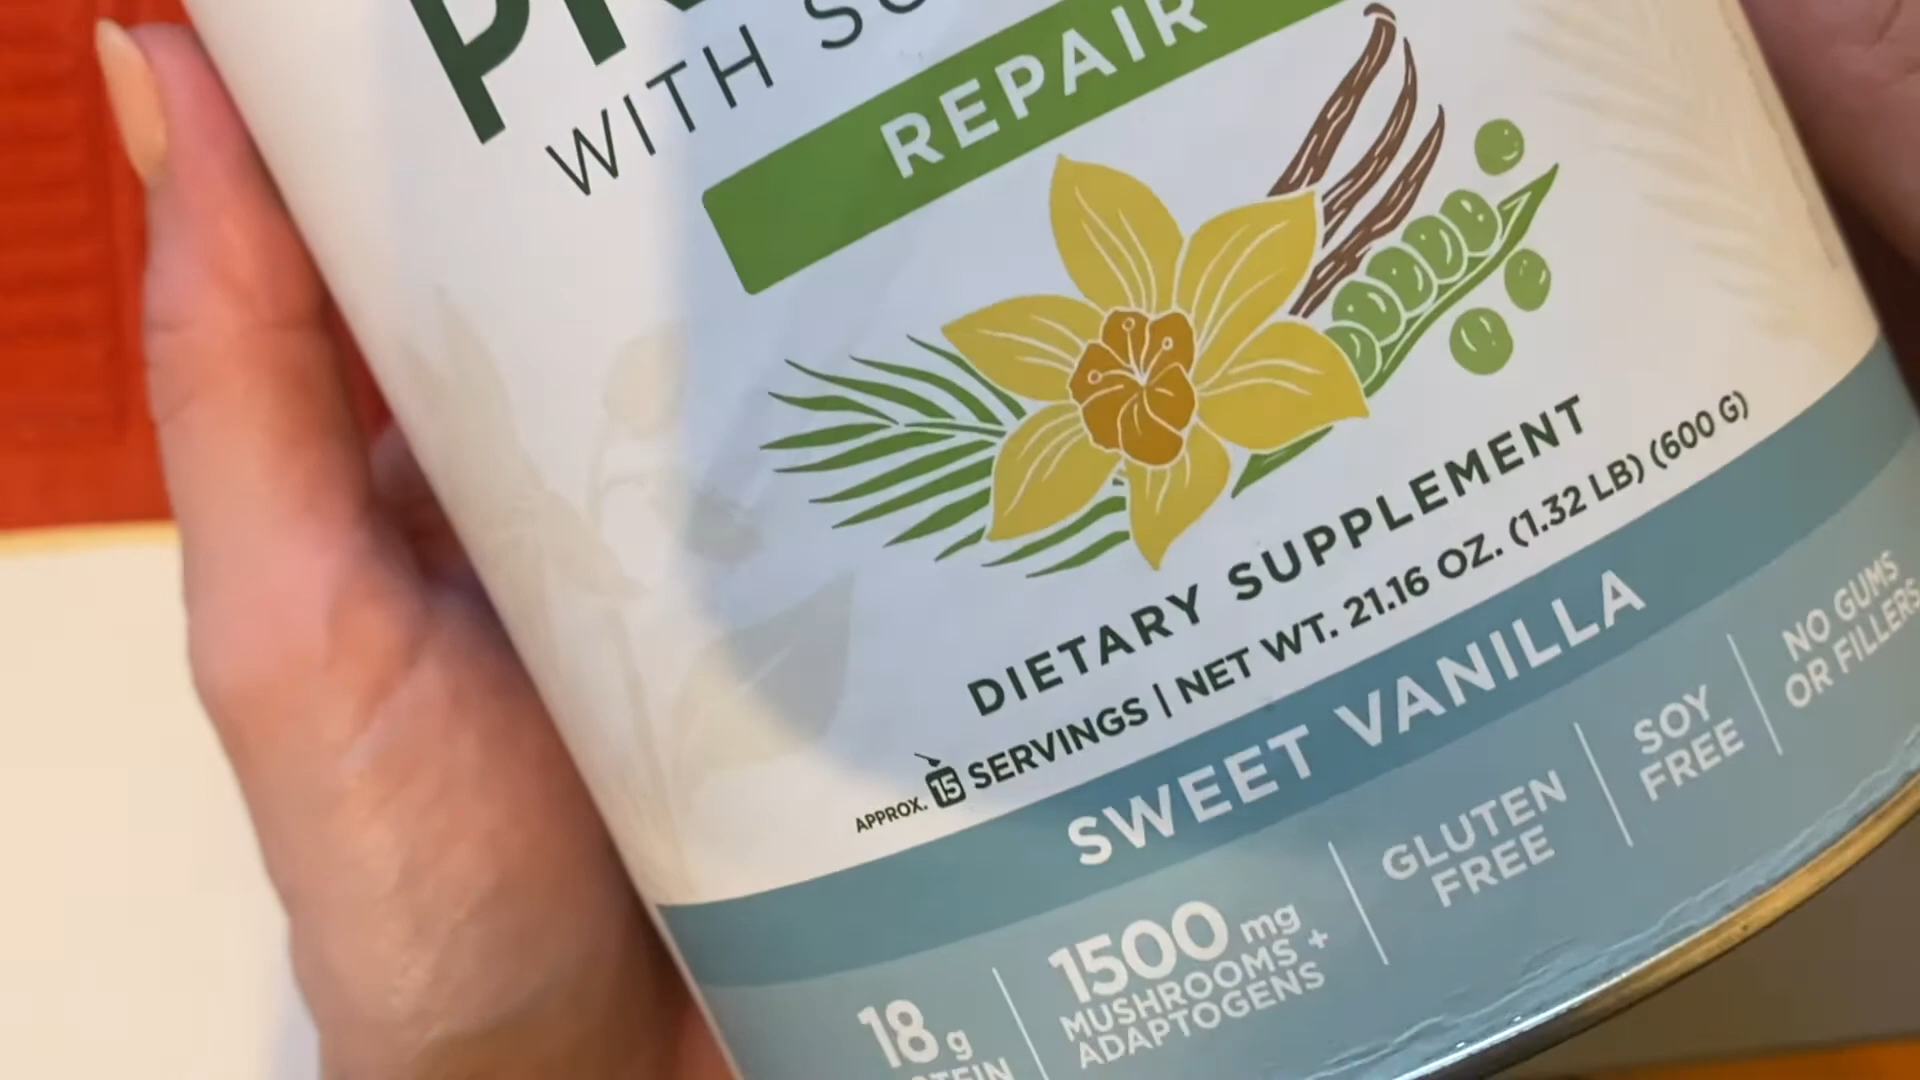 WITH
REPAIR
DIETARY SUPPLEMENT
APPROX. 15 SERVINGS | NET WT. 21.16 OZ. (1.32 LB) (600 G)
SWEET VANILLA
18 g
1500 mg
MUSHROOMS +
ADAPTOGENS
GLUTEN
FREE
SOY
FREE
NO GUMS
OR FILLERS